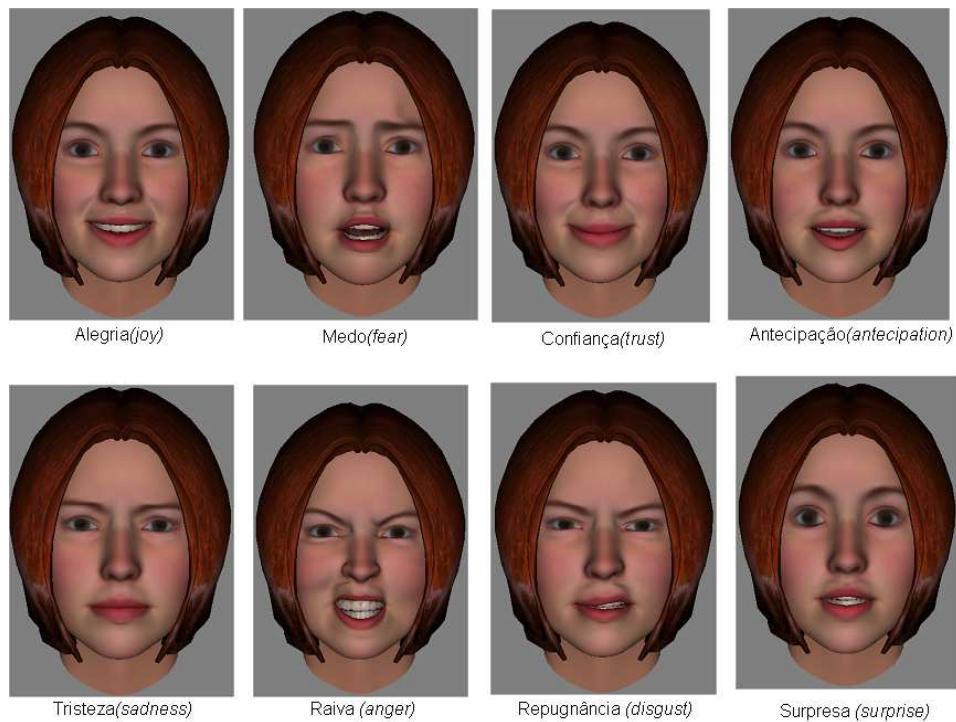 Alegria(joy)
Medo(fear)
Confiança(trust)
Antecipação(antecipation)
Tristeza(sadness)
Raiva (anger)
Repugnância (disgust)
Surpresa (surprise)